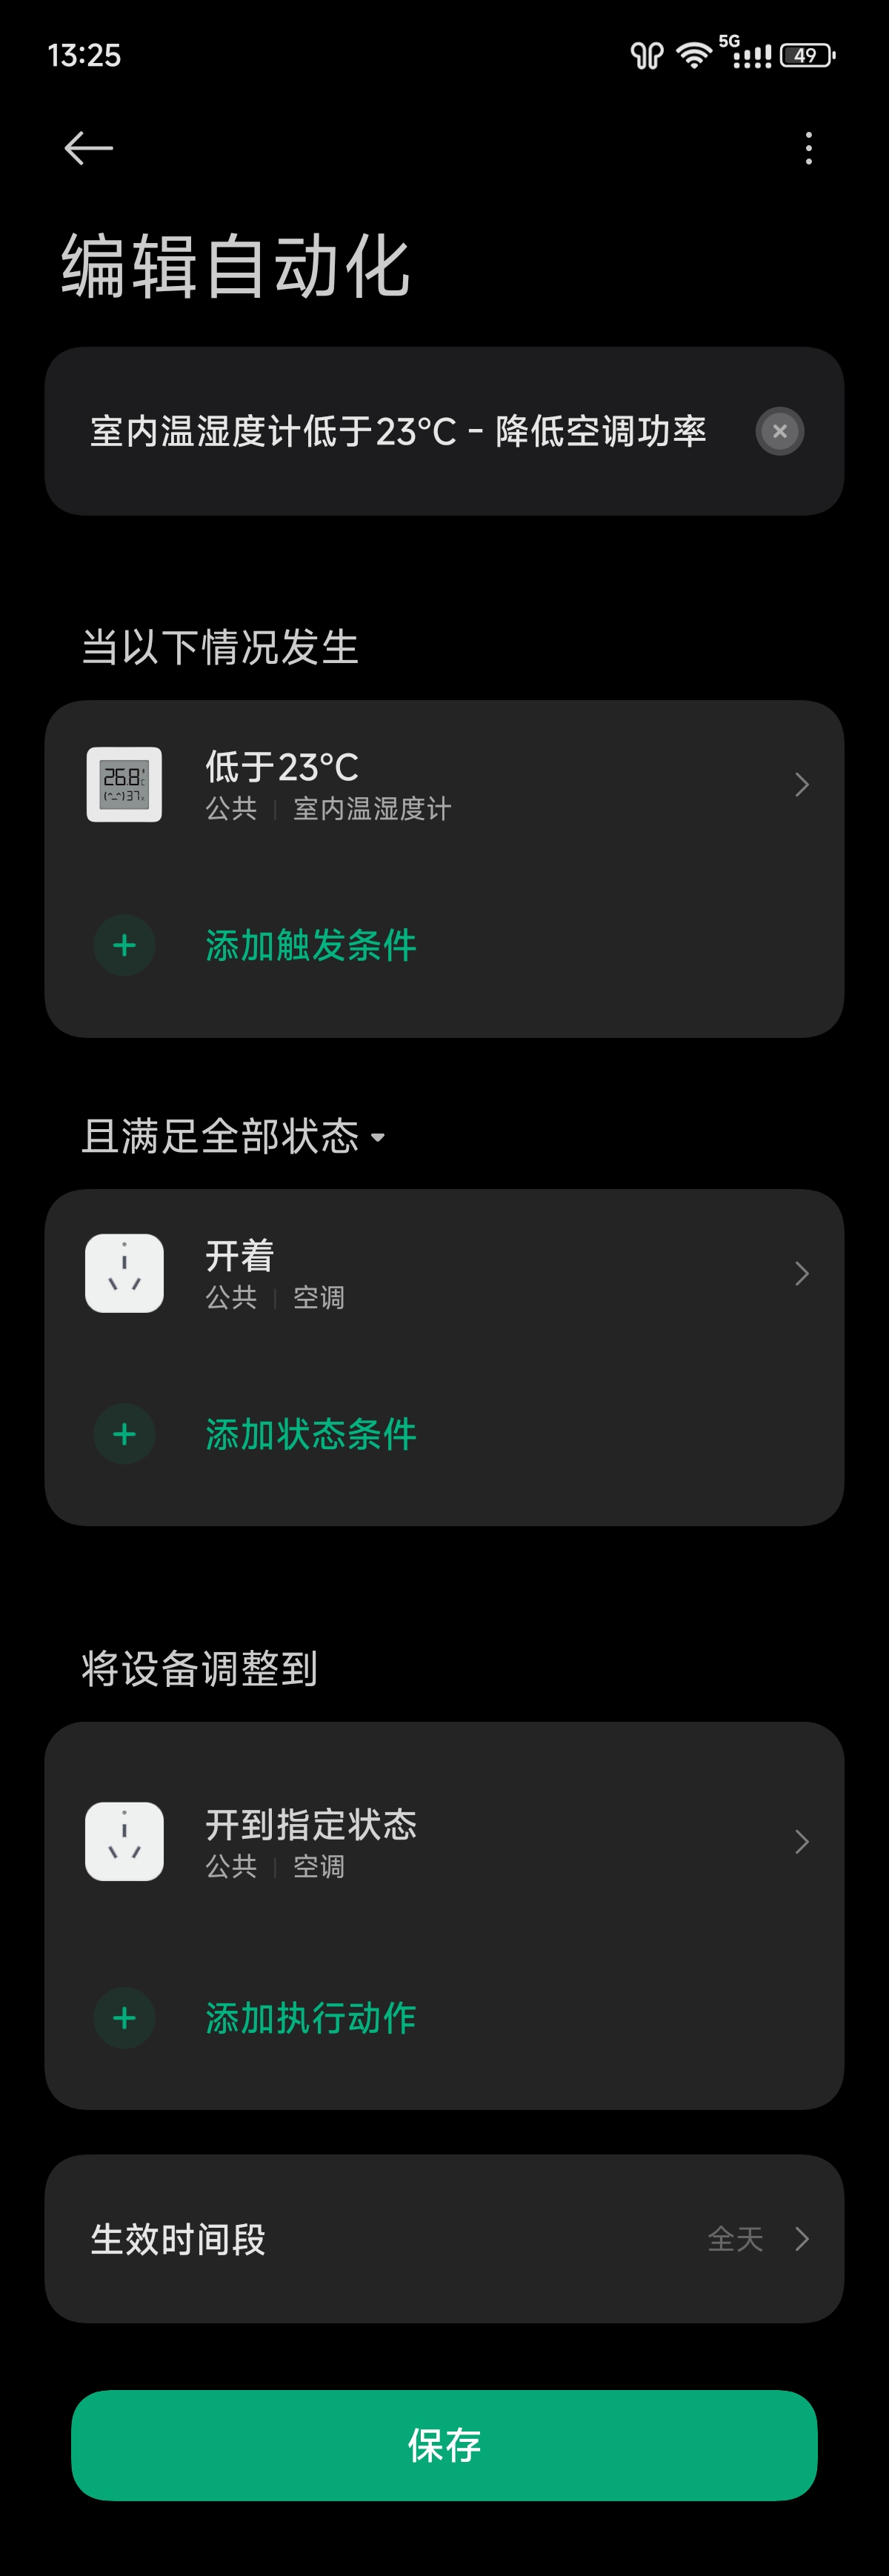 13:25
5G
49
编辑自动化
室内温湿度计低于23°C - 降低空调功率
当以下情况发生
26.8 °C
(^_^) 37 %
低于23°C
公共 | 室内温湿度计
添加触发条件
且满足全部状态
开着
公共 | 空调
添加状态条件
将设备调整到
开到指定状态
公共 | 空调
添加执行动作
生效时间段
全天
保存